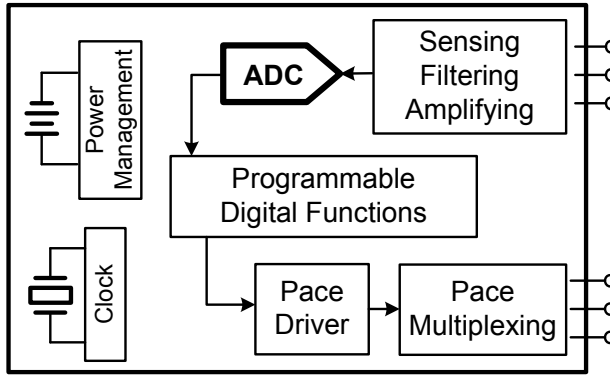 Power
Management
ADC
Sensing
Filtering
Amplifying
Programmable
Digital Functions
Clock
Pace
Driver
Pace
Multiplexing